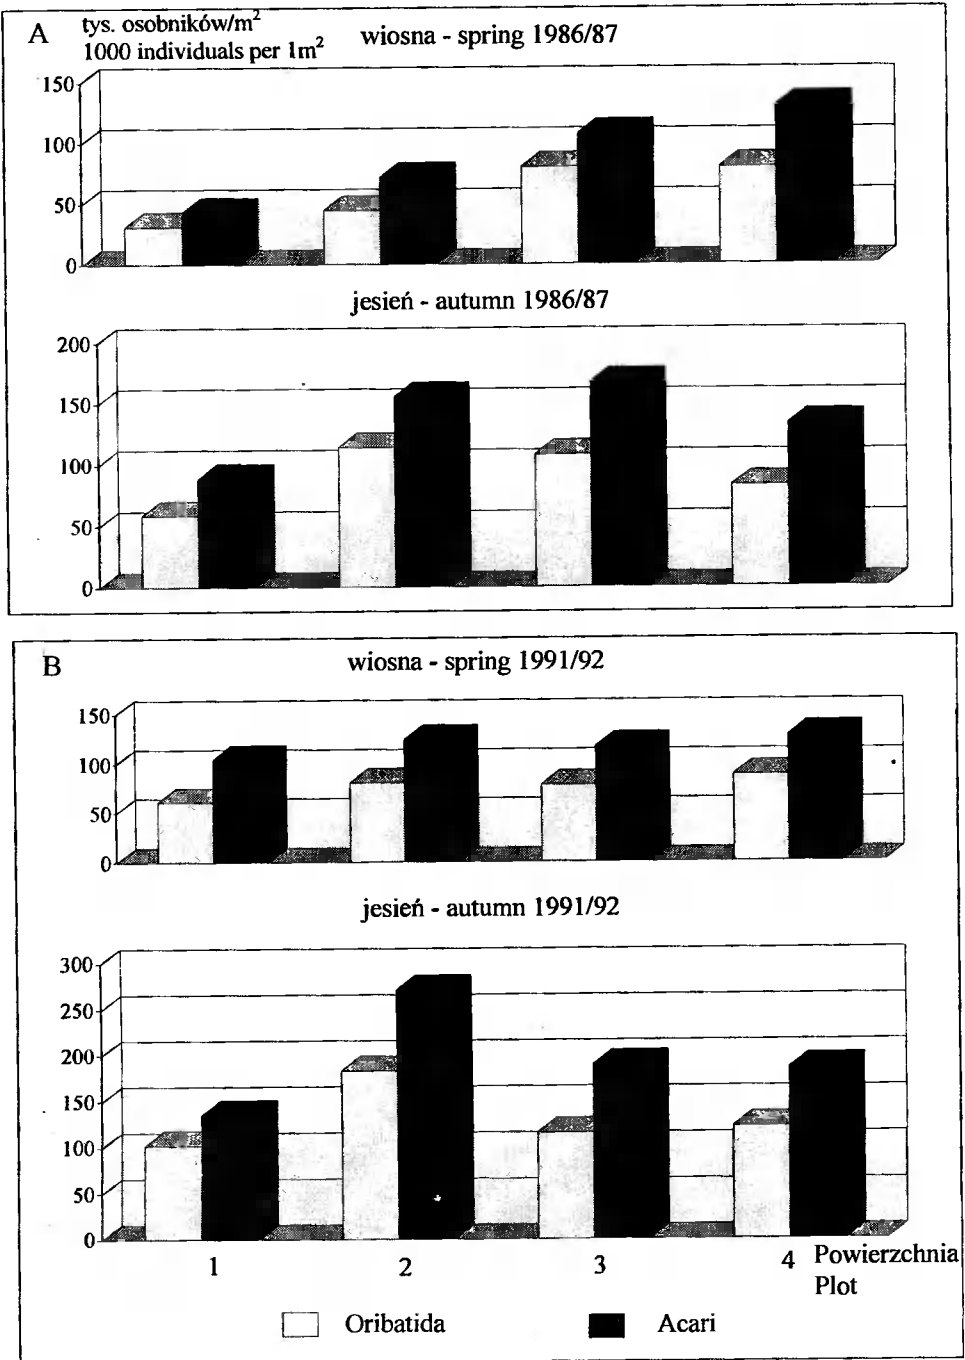 A
tys. osobników/m²
1000 individuals per 1m²
wiosna - spring 1986/87
150
100
50
0
jesień - autumn 1986/87
200
150
100
50
0
B
wiosna - spring 1991/92
150
100
50
0
jesień - autumn 1991/92
300
250
200
150
100
50
0
1 2 3 4 Powierzchnia
Plot
Oribatida Acari